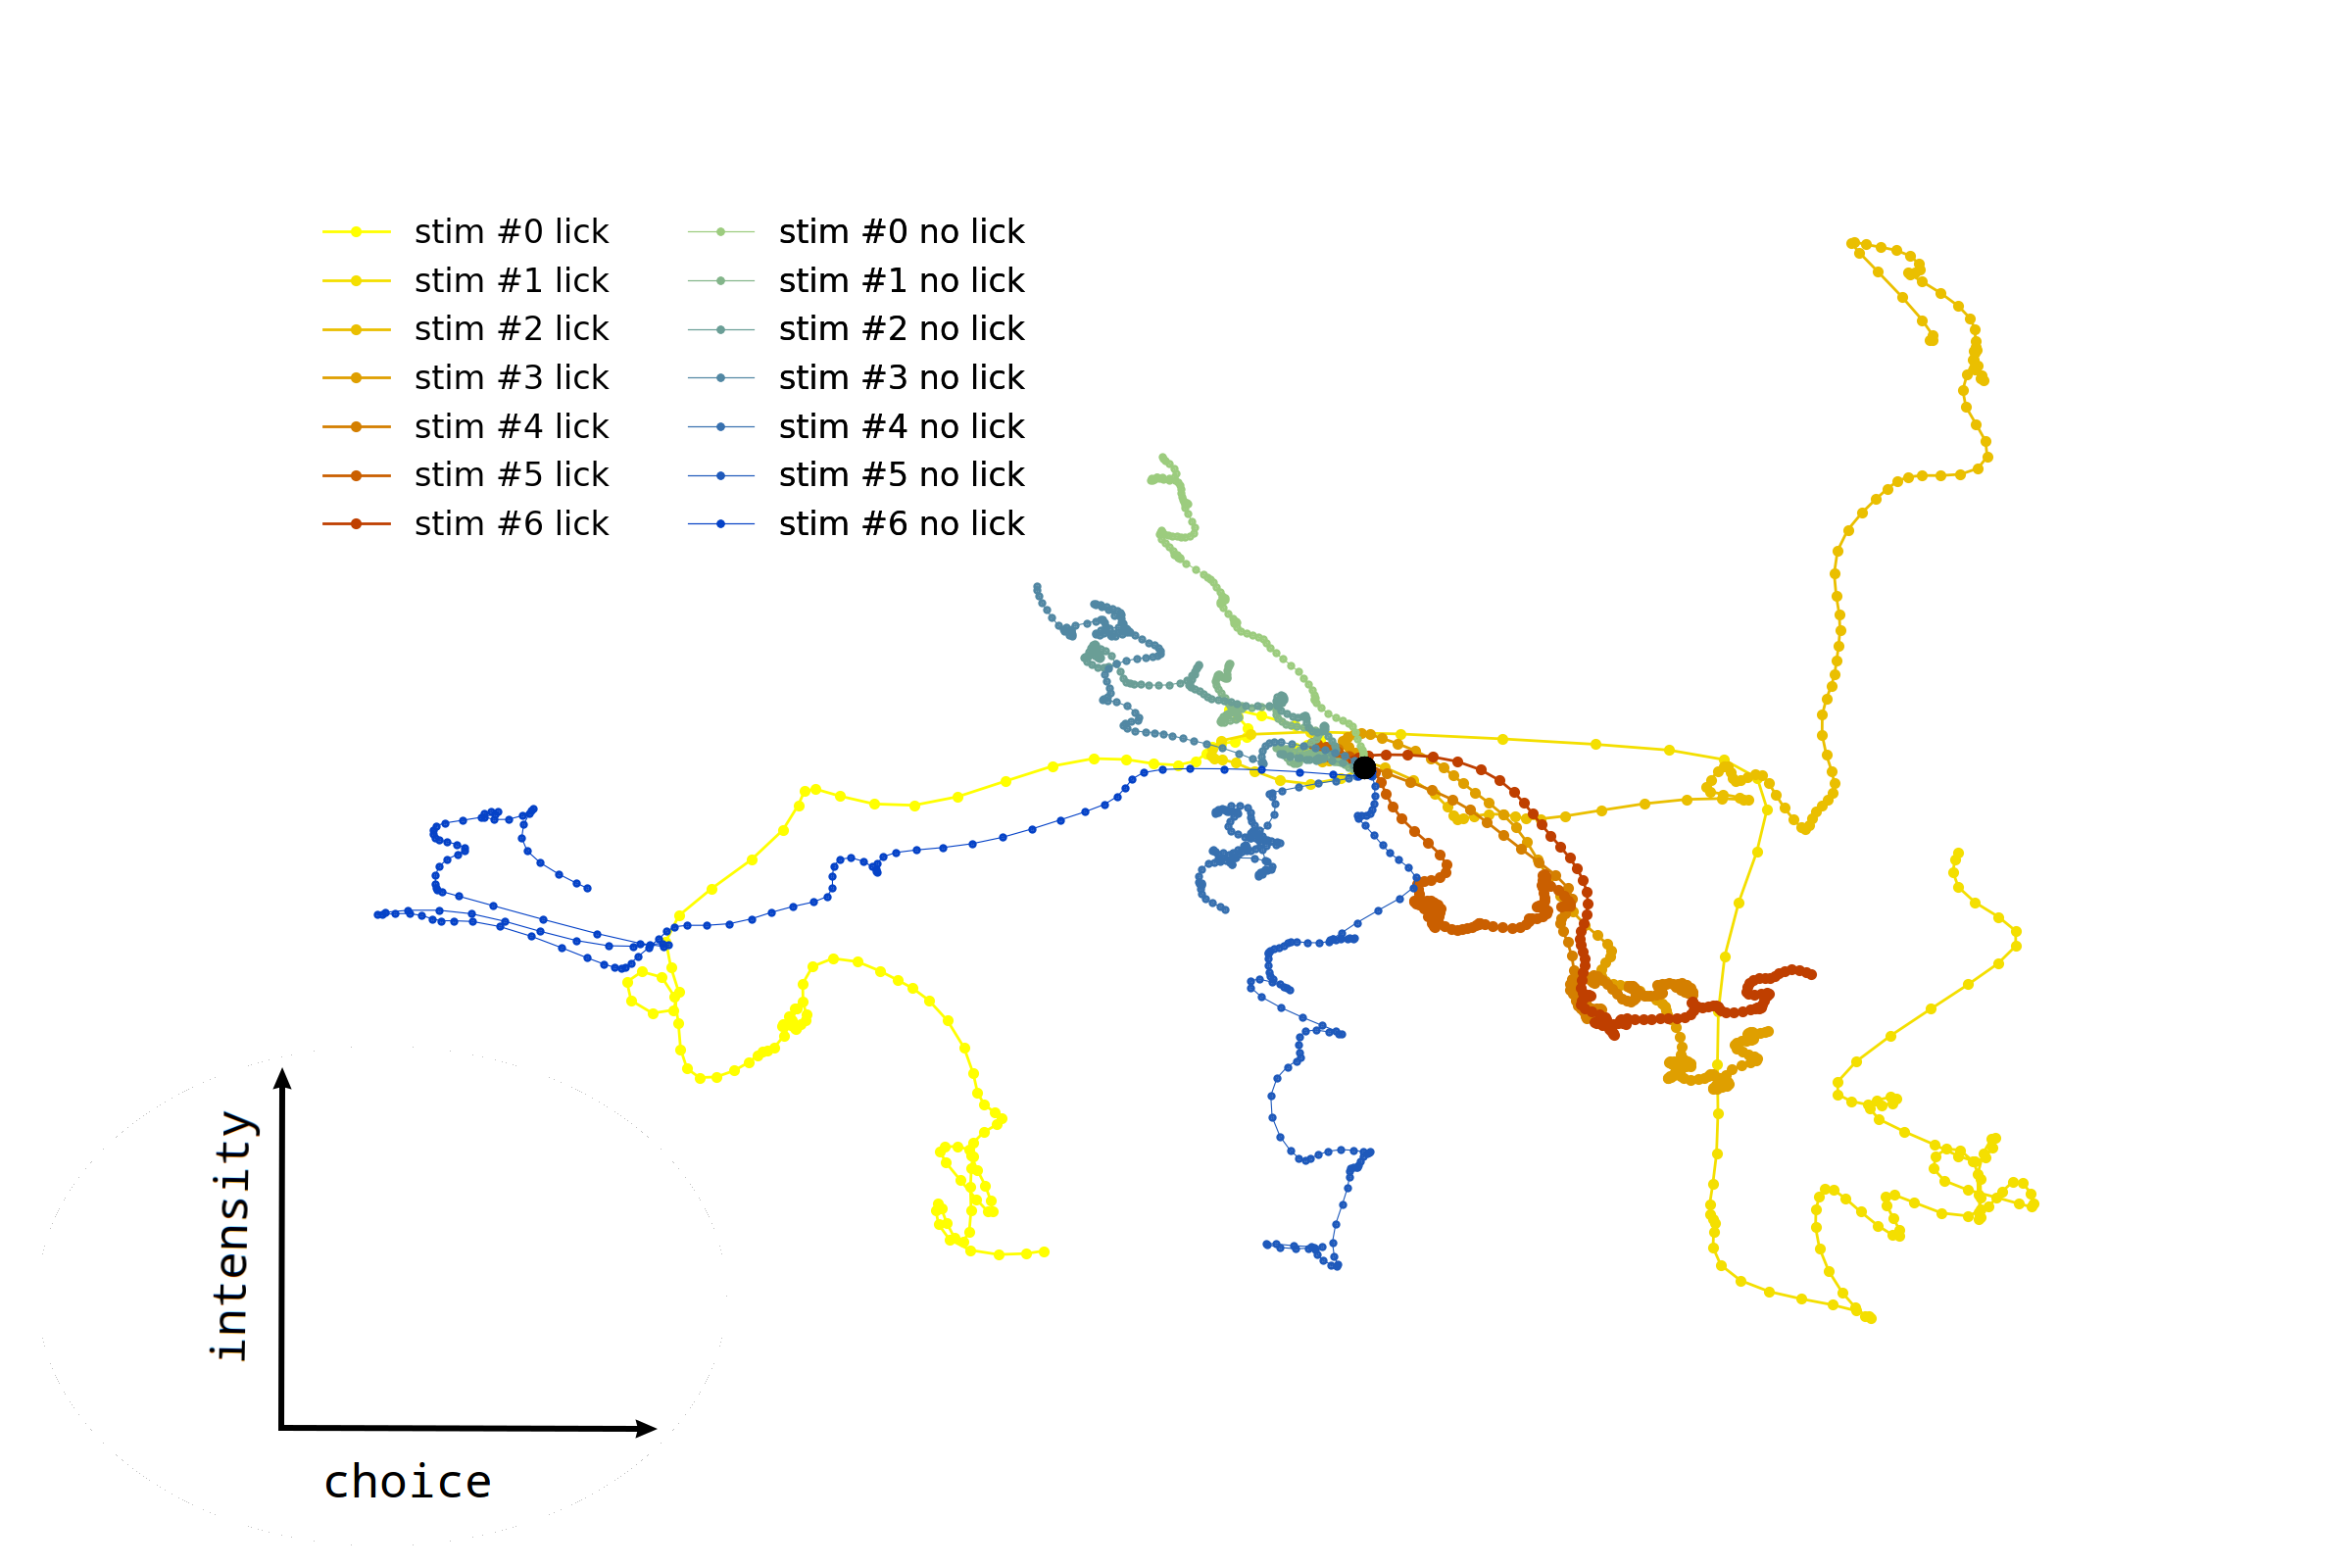 stim #0 lick
stim #1 lick
stim #2 lick
stim #3 lick
stim #4 lick
stim #5 lick
stim #6 lick
stim #0 no lick
stim #1 no lick
stim #2 no lick
stim #3 no lick
stim #4 no lick
stim #5 no lick
stim #6 no lick
intensity
choice